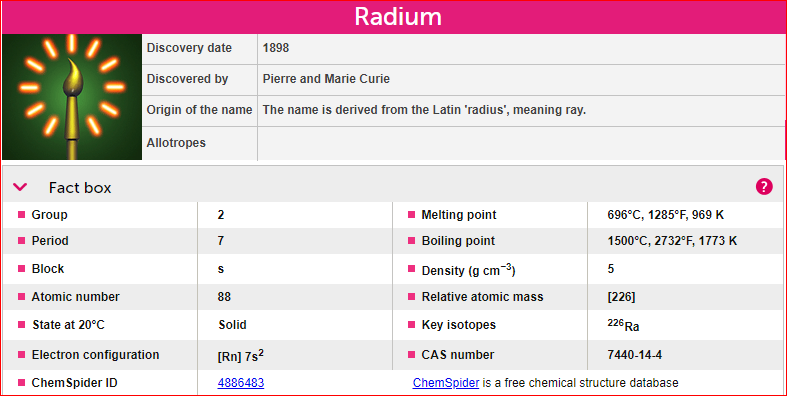 Radium
Discovery date 1898
Discovered by Pierre and Marie Curie
Origin of the name The name is derived from the Latin 'radius', meaning ray.
Allotropes
Fact box ?
Group 2 Melting point 696°C, 1285°F, 969 K
Period 7 Boiling point 1500°C, 2732°F, 1773 K
Block s Density (g cm⁻³) 5
Atomic number 88 Relative atomic mass [226]
State at 20°C Solid Key isotopes ²²⁶Ra
Electron configuration [Rn] 7s² CAS number 7440-14-4
ChemSpider ID 4886483 ChemSpider is a free chemical structure database